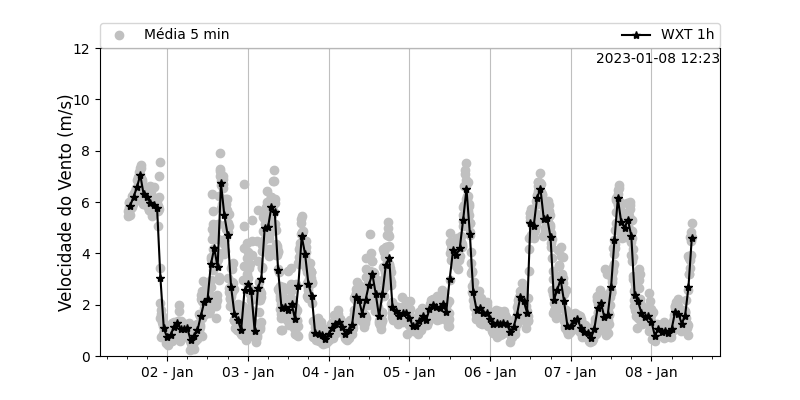 Média 5 min
WXT 1h
2023-01-08 12:23
Velocidade do Vento (m/s)
12
10
8
6
4
2
0
02 - Jan
03 - Jan
04 - Jan
05 - Jan
06 - Jan
07 - Jan
08 - Jan